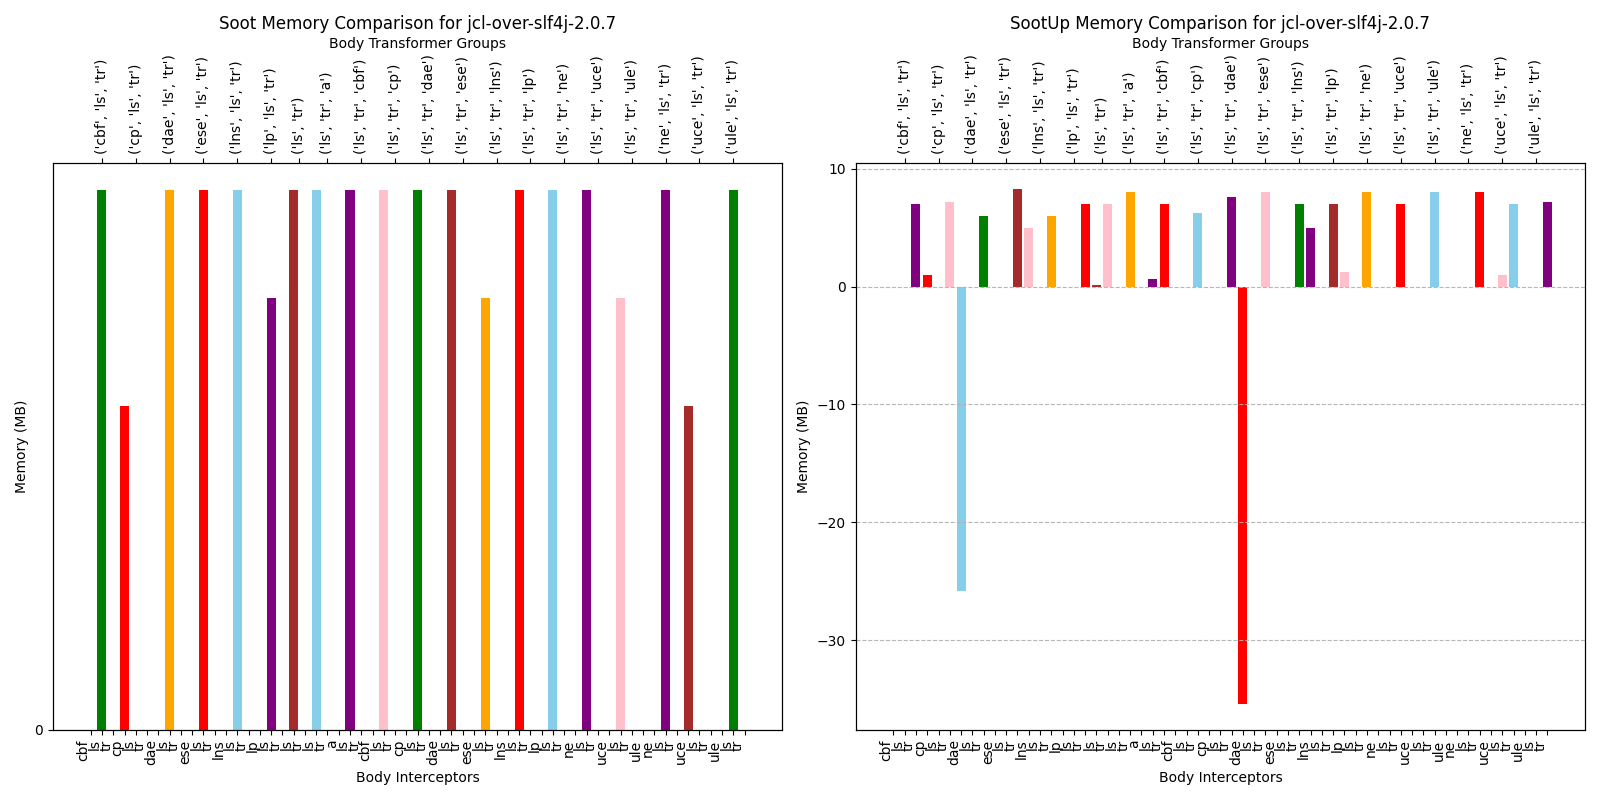 Soot Memory Comparison for jcl-over-slf4j-2.0.7
Body Transformer Groups
('cbf', 'ls', 'tr')
('cp', 'ls', 'tr')
('dae', 'ls', 'tr')
('ese', 'ls', 'tr')
('lns', 'ls', 'tr')
('lp', 'ls', 'tr')
('ls', 'tr')
('ls', 'tr', 'a')
('ls', 'tr', 'cbf')
('ls', 'tr', 'cp')
('ls', 'tr', 'dae')
('ls', 'tr', 'ese')
('ls', 'tr', 'lns')
('ls', 'tr', 'lp')
('ls', 'tr', 'ne')
('ls', 'tr', 'uce')
('ls', 'tr', 'ule')
('ne', 'ls', 'tr')
('uce', 'ls', 'tr')
('ule', 'ls', 'tr')
Memory (MB)
0
cbf
ls
tr
cp
ls
tr
dae
ls
tr
ese
ls
tr
lns
ls
tr
lp
ls
tr
ls
tr
ls
tr
a
ls
tr
cbf
ls
tr
cp
ls
tr
dae
ls
tr
ese
ls
tr
lns
ls
tr
lp
ls
tr
ne
ls
tr
uce
ls
tr
ule
ne
ls
tr
uce
ls
tr
ule
ls
tr
Body Interceptors
SootUp Memory Comparison for jcl-over-slf4j-2.0.7
Body Transformer Groups
('cbf', 'ls', 'tr')
('cp', 'ls', 'tr')
('dae', 'ls', 'tr')
('ese', 'ls', 'tr')
('lns', 'ls', 'tr')
('lp', 'ls', 'tr')
('ls', 'tr')
('ls', 'tr', 'a')
('ls', 'tr', 'cbf')
('ls', 'tr', 'cp')
('ls', 'tr', 'dae')
('ls', 'tr', 'ese')
('ls', 'tr', 'lns')
('ls', 'tr', 'lp')
('ls', 'tr', 'ne')
('ls', 'tr', 'uce')
('ls', 'tr', 'ule')
('ne', 'ls', 'tr')
('uce', 'ls', 'tr')
('ule', 'ls', 'tr')
Memory (MB)
10
0
−10
−20
−30
cbf
ls
tr
cp
ls
tr
dae
ls
tr
ese
ls
tr
lns
ls
tr
lp
ls
tr
ls
tr
ls
tr
a
ls
tr
cbf
ls
tr
cp
ls
tr
dae
ls
tr
ese
ls
tr
lns
ls
tr
lp
ls
tr
ne
ls
tr
uce
ls
tr
ule
ne
ls
tr
uce
ls
tr
ule
ls
tr
Body Interceptors